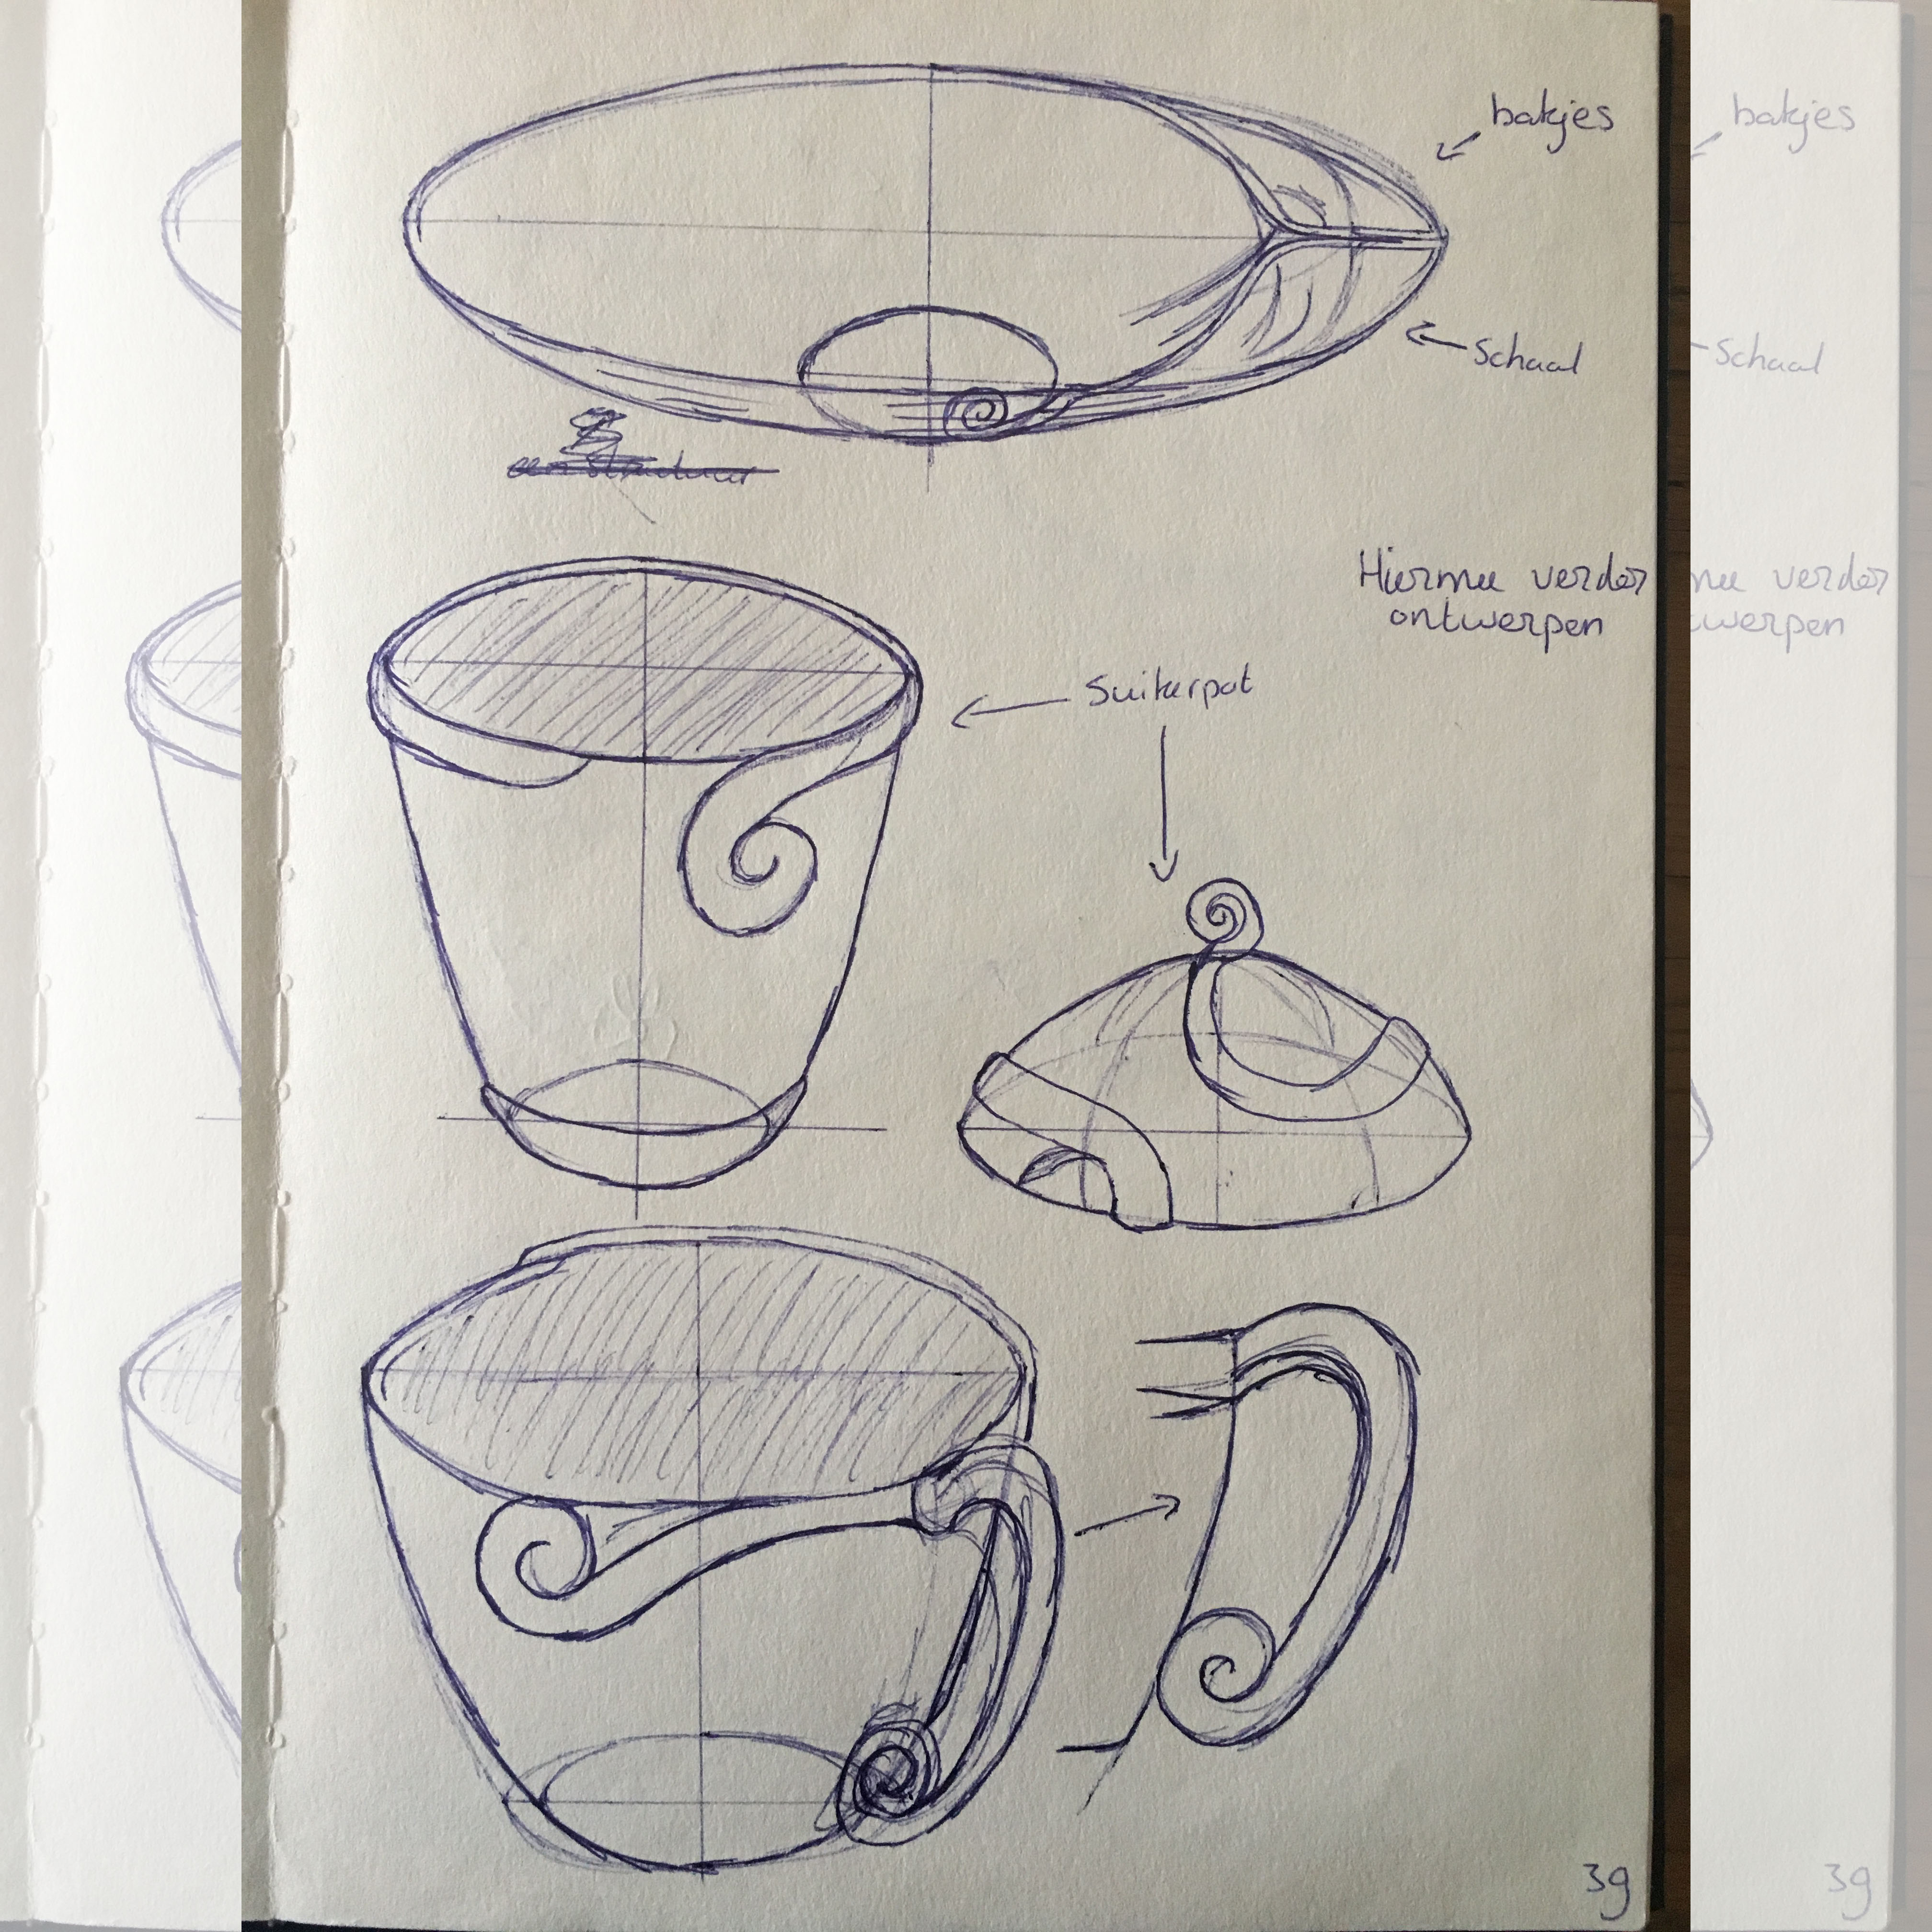 bakjes
schaal
Hiermee verder
ontwerpen
Suikerpot
39